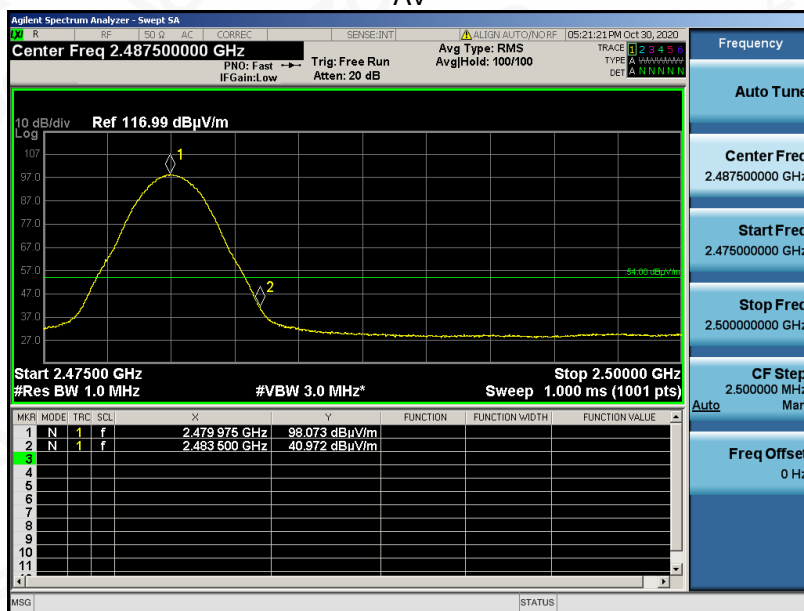 AV
Agilent Spectrum Analyzer - Swept SA
LXI R RF 50 Ω AC CORREC SENSE:INT ALIGN AUTO/NO RF 05:21:21 PM Oct 30, 2020
Center Freq 2.487500000 GHz
PNO: Fast
IFGain:Low
Trig: Free Run
Atten: 20 dB
Avg Type: RMS
Avg|Hold: 100/100
TRACE 1 2 3 4 5 6
TYPE A WWWWW
DET A N N N N N
10 dB/div Ref 116.99 dBµV/m
Log
107
97.0
87.0
77.0
67.0
57.0
47.0
37.0
27.0
1
2
54.00 dBµV/m
Start 2.47500 GHz Stop 2.50000 GHz
#Res BW 1.0 MHz #VBW 3.0 MHz* Sweep 1.000 ms (1001 pts)
MKR MODE TRC SCL X Y FUNCTION FUNCTION WIDTH FUNCTION VALUE
1 N 1 f 2.479 975 GHz 98.073 dBµV/m
2 N 1 f 2.483 500 GHz 40.972 dBµV/m
3
4
5
6
7
8
9
10
11
MSG STATUS
Frequency
Auto Tune
Center Freq
2.487500000 GHz
Start Freq
2.475000000 GHz
Stop Freq
2.500000000 GHz
CF Step
2.500000 MHz
Auto Man
Freq Offset
0 Hz